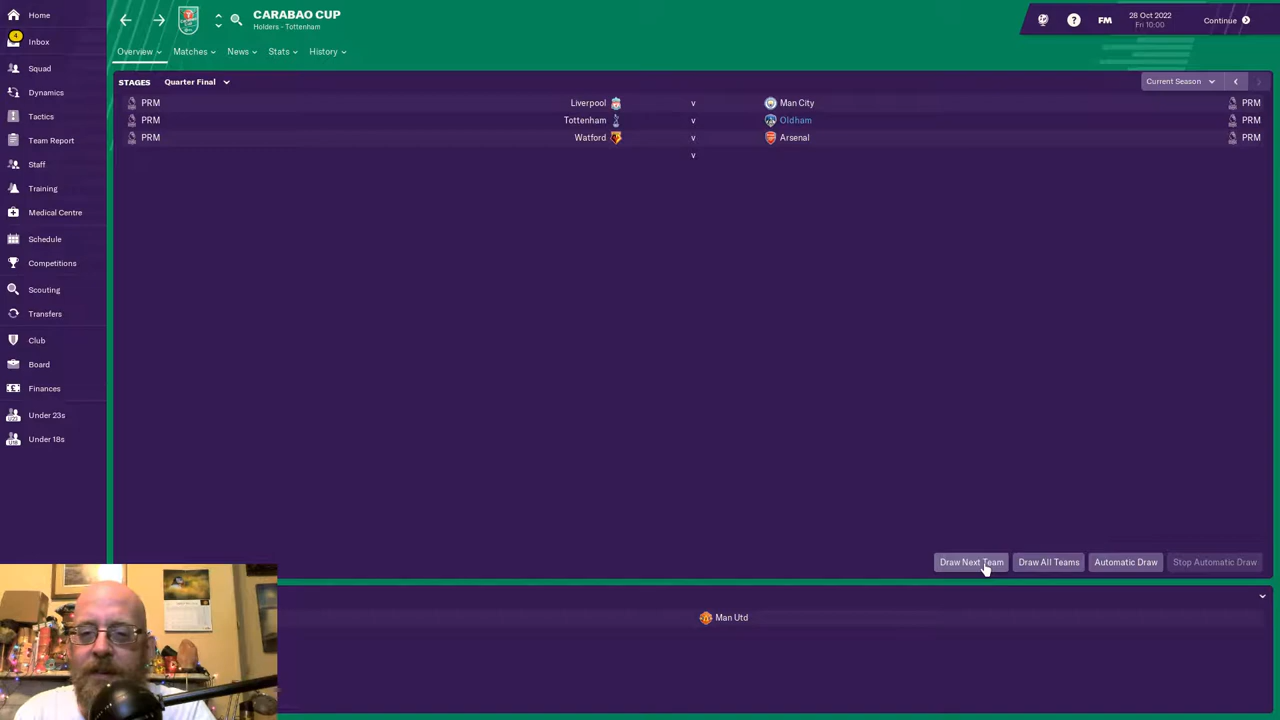 Home
CARABAO CUP
Holders - Tottenham
28 Oct 2022
Fri 10:00
Continue
FM
?
4
Inbox
Overview
Matches
News
Stats
History
Squad
Dynamics
Tactics
Team Report
Staff
Training
Medical Centre
Schedule
Competitions
Scouting
Transfers
Club
Board
Finances
Under 23s
Under 18s
STAGES Quarter Final
Current Season
PRM Liverpool v Man City PRM
PRM Tottenham v Oldham PRM
PRM Watford v Arsenal PRM
v
Draw Next Team
Draw All Teams
Automatic Draw
Stop Automatic Draw
Man Utd